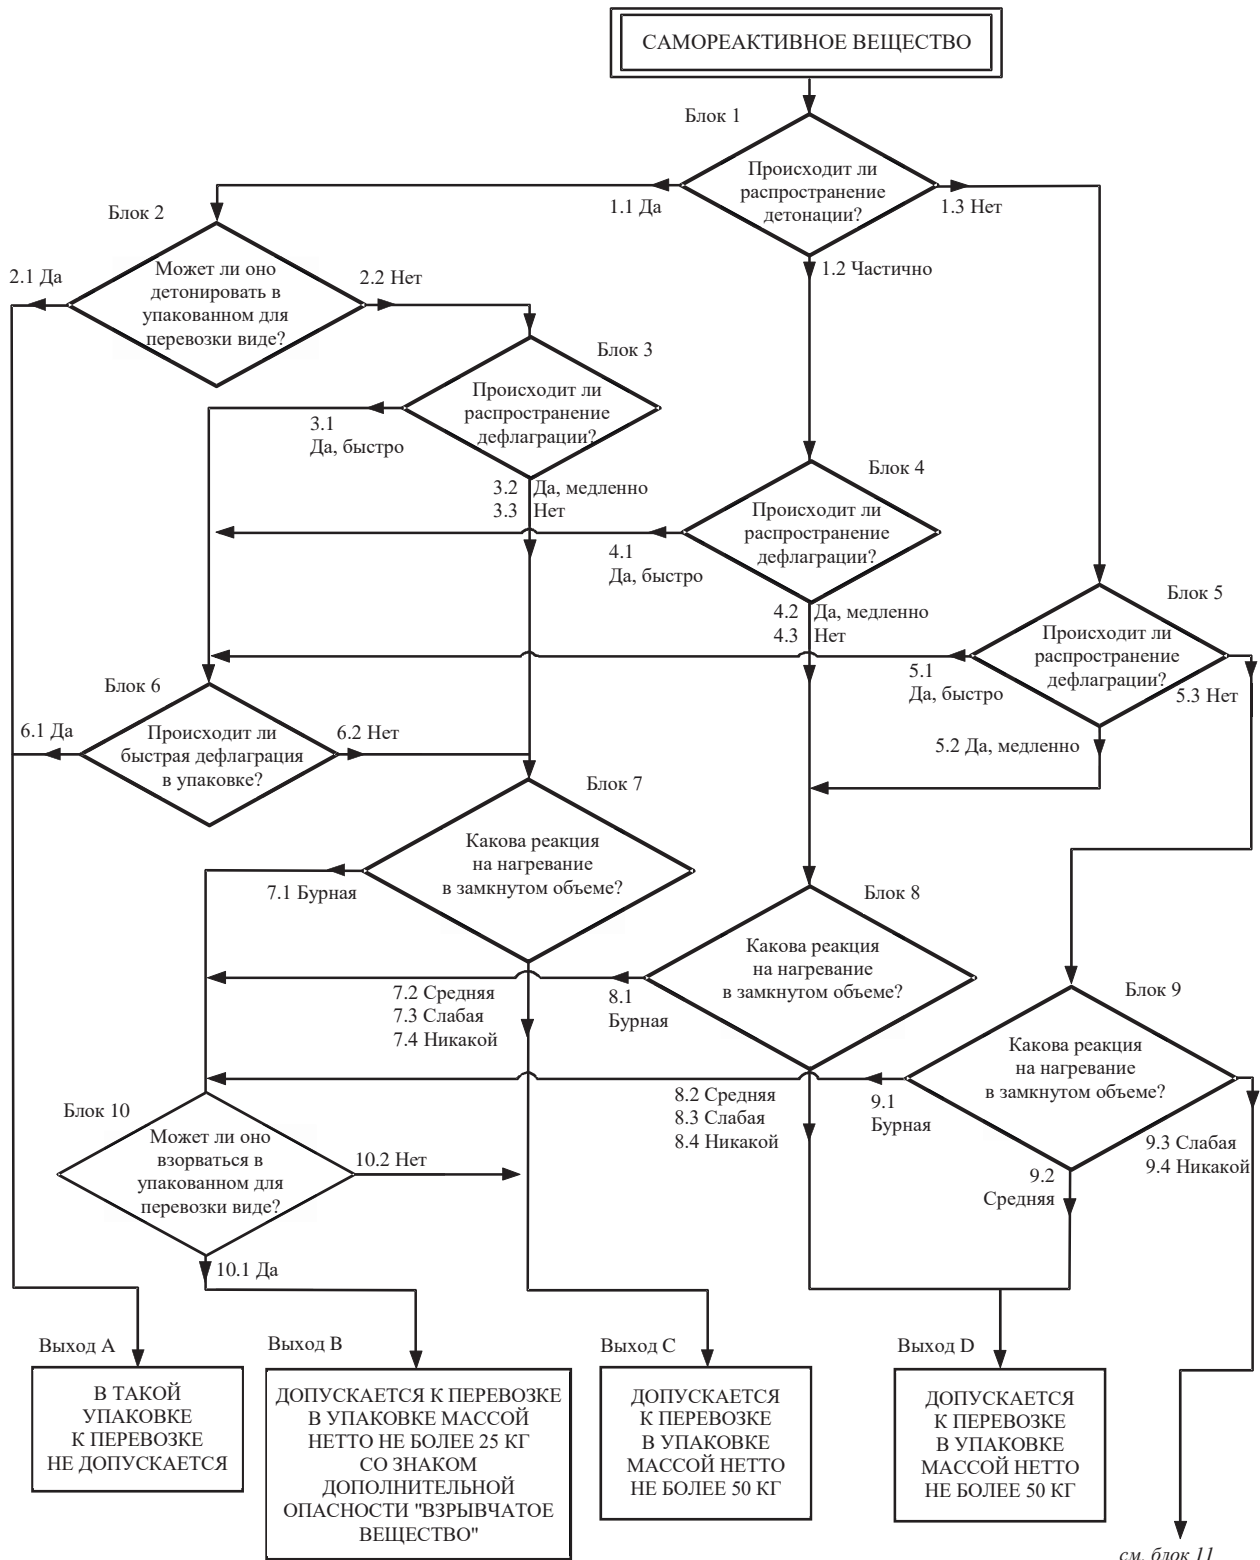 САМОРЕАКТИВНОЕ ВЕЩЕСТВО
Блок 1
Происходит ли
распространение
детонации?
1.1 Да
1.3 Нет
1.2 Частично
Блок 2
Может ли оно
детонировать в
упакованном для
перевозки виде?
2.1 Да
2.2 Нет
Блок 3
Происходит ли
распространение
дефлаграции?
3.1
Да, быстро
3.2 Да, медленно
3.3 Нет
Блок 4
Происходит ли
распространение
дефлаграции?
4.1
Да, быстро
4.2 Да, медленно
4.3 Нет
Блок 5
Происходит ли
распространение
дефлаграции?
5.1
Да, быстро
5.3 Нет
5.2 Да, медленно
Блок 6
Происходит ли
быстрая дефлаграция
в упаковке?
6.1 Да
6.2 Нет
Блок 7
Какова реакция
на нагревание
в замкнутом объеме?
7.1 Бурная
7.2 Средняя
7.3 Слабая
7.4 Никакой
Блок 8
Какова реакция
на нагревание
в замкнутом объеме?
8.1
Бурная
8.2 Средняя
8.3 Слабая
8.4 Никакой
Блок 9
Какова реакция
на нагревание
в замкнутом объеме?
9.1
Бурная
9.2
Средняя
9.3 Слабая
9.4 Никакой
Блок 10
Может ли оно
взорваться в
упакованном для
перевозки виде?
10.2 Нет
10.1 Да
Выход A
В ТАКОЙ
УПАКОВКЕ
К ПЕРЕВОЗКЕ
НЕ ДОПУСКАЕТСЯ
Выход B
ДОПУСКАЕТСЯ К ПЕРЕВОЗКЕ
В УПАКОВКЕ МАССОЙ
НЕТТО НЕ БОЛЕЕ 25 КГ
СО ЗНАКОМ
ДОПОЛНИТЕЛЬНОЙ
ОПАСНОСТИ "ВЗРЫВЧАТОЕ
ВЕЩЕСТВО"
Выход C
ДОПУСКАЕТСЯ
К ПЕРЕВОЗКЕ
В УПАКОВКЕ
МАССОЙ НЕТТО
НЕ БОЛЕЕ 50 КГ
Выход D
ДОПУСКАЕТСЯ
К ПЕРЕВОЗКЕ
В УПАКОВКЕ
МАССОЙ НЕТТО
НЕ БОЛЕЕ 50 КГ
см. блок 11